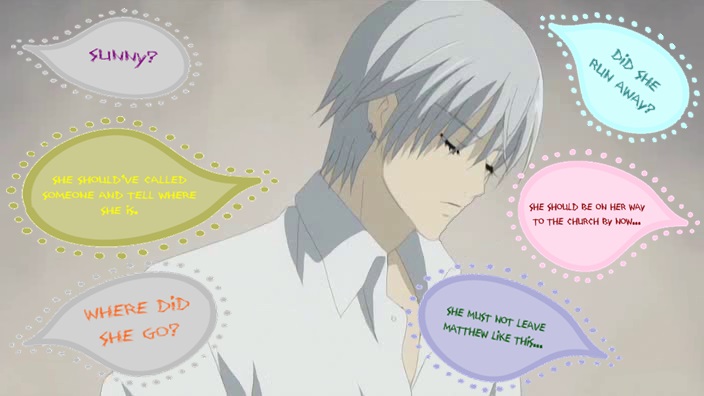 SUNNY?
SHE SHOULD'VE CALLED
SOMEONE AND TELL WHERE
SHE IS.
WHERE DID
SHE GO?
DID SHE
RUN AWAY?
SHE SHOULD BE ON HER WAY
TO THE CHURCH BY NOW...
SHE MUST NOT LEAVE
MATTHEW LIKE THIS...